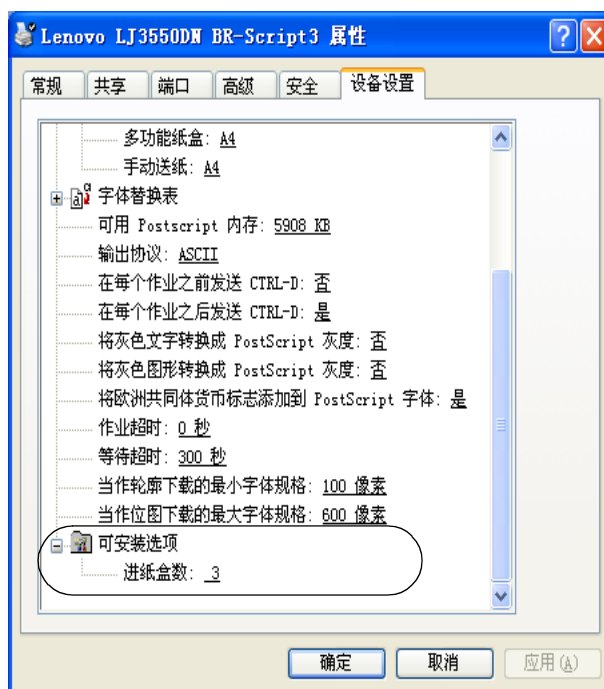 Lenovo LJ3550DN BR-Script3 属性
常规 共享 端口 高级 安全 设备设置
多功能纸盒: A4
手动送纸: A4
字体替换表
可用 Postscript 内存: 5908 KB
输出协议: ASCII
在每个作业之前发送 CTRL-D: 否
在每个作业之后发送 CTRL-D: 是
将灰色文字转换成 PostScript 灰度: 否
将灰色图形转换成 PostScript 灰度: 否
将欧洲共同体货币标志添加到 PostScript 字体: 是
作业超时: 0 秒
等待超时: 300 秒
当作轮廓下载的最小字体规格: 100 像素
当作位图下载的最大字体规格: 600 像素
可安装选项
进纸盒数: 3
确定 取消 应用(A)